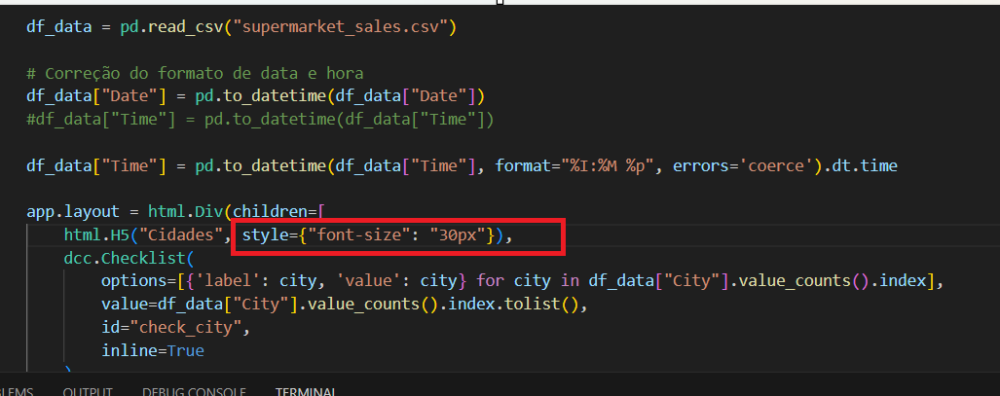 df_data = pd.read_csv("supermarket_sales.csv")
# Correção do formato de data e hora
df_data["Date"] = pd.to_datetime(df_data["Date"])
#df_data["Time"] = pd.to_datetime(df_data["Time"])
df_data["Time"] = pd.to_datetime(df_data["Time"], format="%I:%M %p", errors='coerce').dt.time
app.layout = html.Div(children=[
html.H5("Cidades", style={"font-size": "30px"}),
dcc.Checklist(
options=[{'label': city, 'value': city} for city in df_data["City"].value_counts().index],
value=df_data["City"].value_counts().index.tolist(),
id="check_city",
inline=True
)
OUTPUT DEBUG CONSOLE TERMINAL